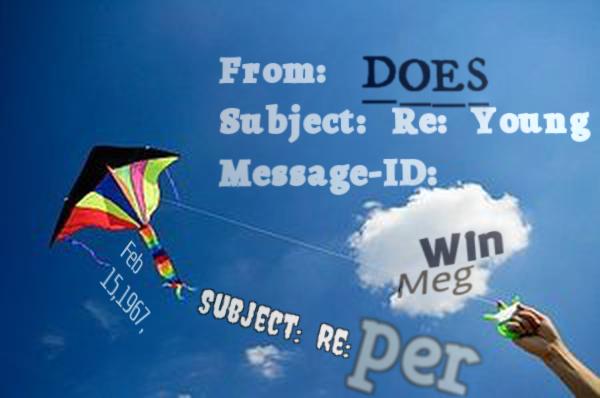 From:
DOES
Subject: Re: Young
Message-ID:
Win
Meg
Feb
15,1967,
SUBJECT: RE:
per